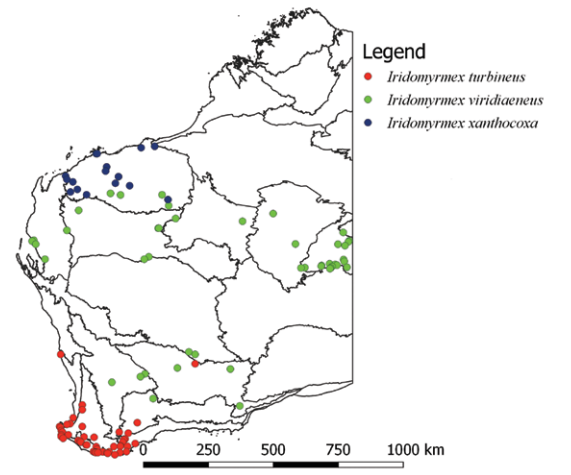 Legend
Iridomyrmex turbineus
Iridomyrmex viridiaeneus
Iridomyrmex xanthocoxa
0 250 500 750 1000 km